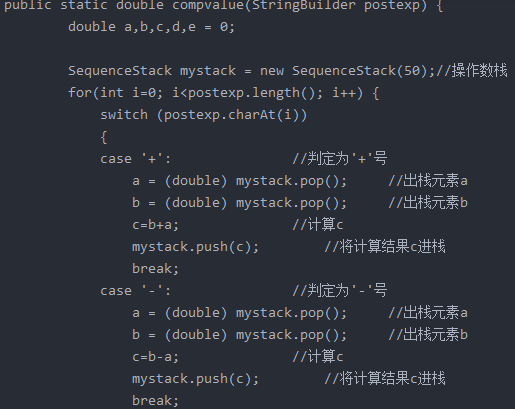 public static double compvalue(StringBuilder postexp) {
double a,b,c,d,e = 0;
SequenceStack mystack = new SequenceStack(50);//操作数栈
for(int i=0; i<postexp.length(); i++) {
switch (postexp.charAt(i))
{
case '+': //判定为'+'号
a = (double) mystack.pop(); //出栈元素a
b = (double) mystack.pop(); //出栈元素b
c=b+a; //计算c
mystack.push(c); //将计算结果c进栈
break;
case '-': //判定为'-'号
a = (double) mystack.pop(); //出栈元素a
b = (double) mystack.pop(); //出栈元素b
c=b-a; //计算c
mystack.push(c); //将计算结果c进栈
break;